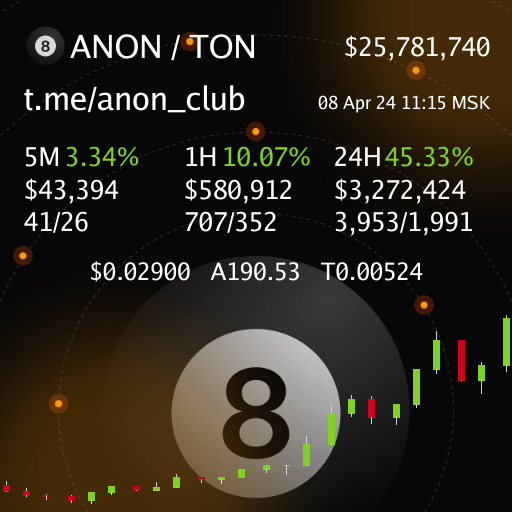 8 ANON / TON $25,781,740
t.me/anon_club 08 Apr 24 11:15 MSK
5M 3.34% 1H 10.07% 24H 45.33%
$43,394 $580,912 $3,272,424
41/26 707/352 3,953/1,991
$0.02900 A190.53 T0.00524
8